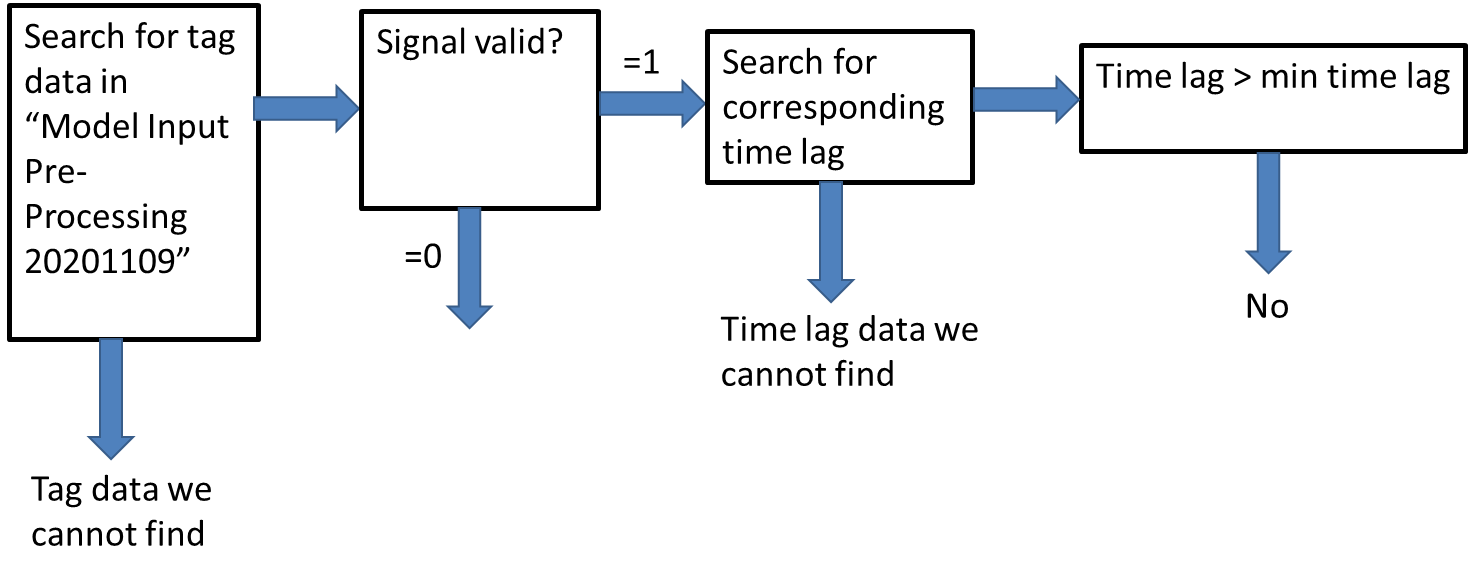 Search for tag
data in
“Model Input
Pre-
Processing
20201109”
Tag data we
cannot find
Signal valid?
=1
=0
Search for
corresponding
time lag
Time lag data we
cannot find
Time lag > min time lag
No